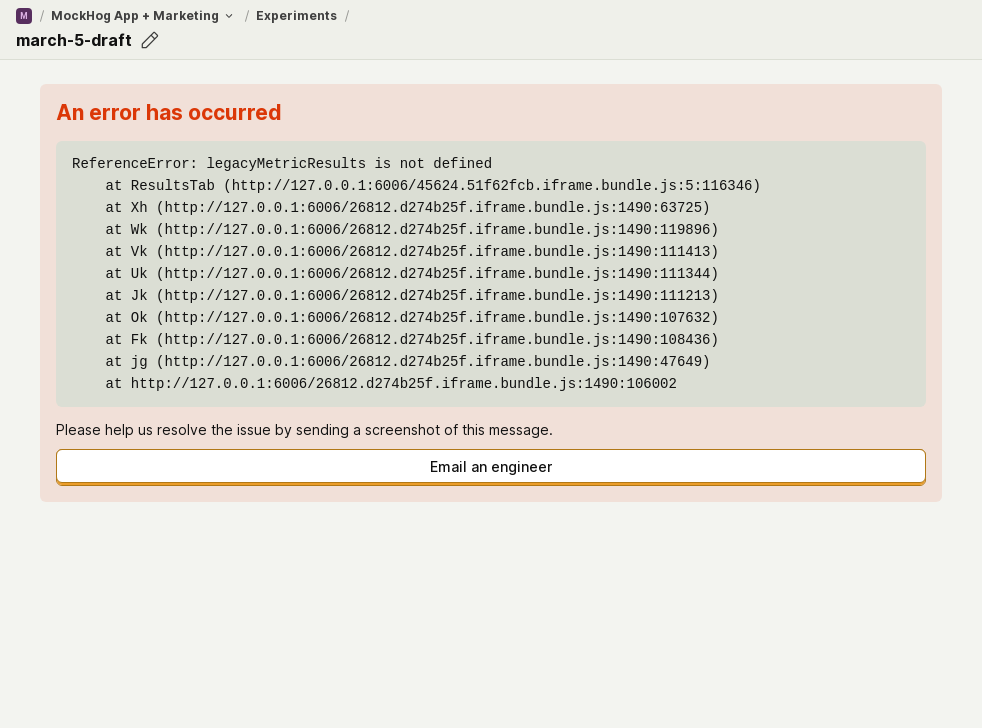 M / MockHog App + Marketing / Experiments /
march-5-draft
An error has occurred
ReferenceError: legacyMetricResults is not defined
    at ResultsTab (http://127.0.0.1:6006/45624.51f62fcb.iframe.bundle.js:5:116346)
    at Xh (http://127.0.0.1:6006/26812.d274b25f.iframe.bundle.js:1490:63725)
    at Wk (http://127.0.0.1:6006/26812.d274b25f.iframe.bundle.js:1490:119896)
    at Vk (http://127.0.0.1:6006/26812.d274b25f.iframe.bundle.js:1490:111413)
    at Uk (http://127.0.0.1:6006/26812.d274b25f.iframe.bundle.js:1490:111344)
    at Jk (http://127.0.0.1:6006/26812.d274b25f.iframe.bundle.js:1490:111213)
    at Ok (http://127.0.0.1:6006/26812.d274b25f.iframe.bundle.js:1490:107632)
    at Fk (http://127.0.0.1:6006/26812.d274b25f.iframe.bundle.js:1490:108436)
    at jg (http://127.0.0.1:6006/26812.d274b25f.iframe.bundle.js:1490:47649)
    at http://127.0.0.1:6006/26812.d274b25f.iframe.bundle.js:1490:106002
Please help us resolve the issue by sending a screenshot of this message.
Email an engineer